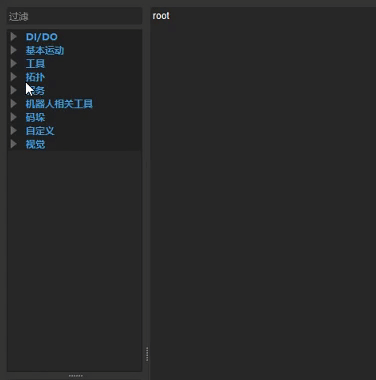 过滤
root
DI/DO
基本运动
工具
拓扑
务
机器人相关工具
码垛
自定义
视觉